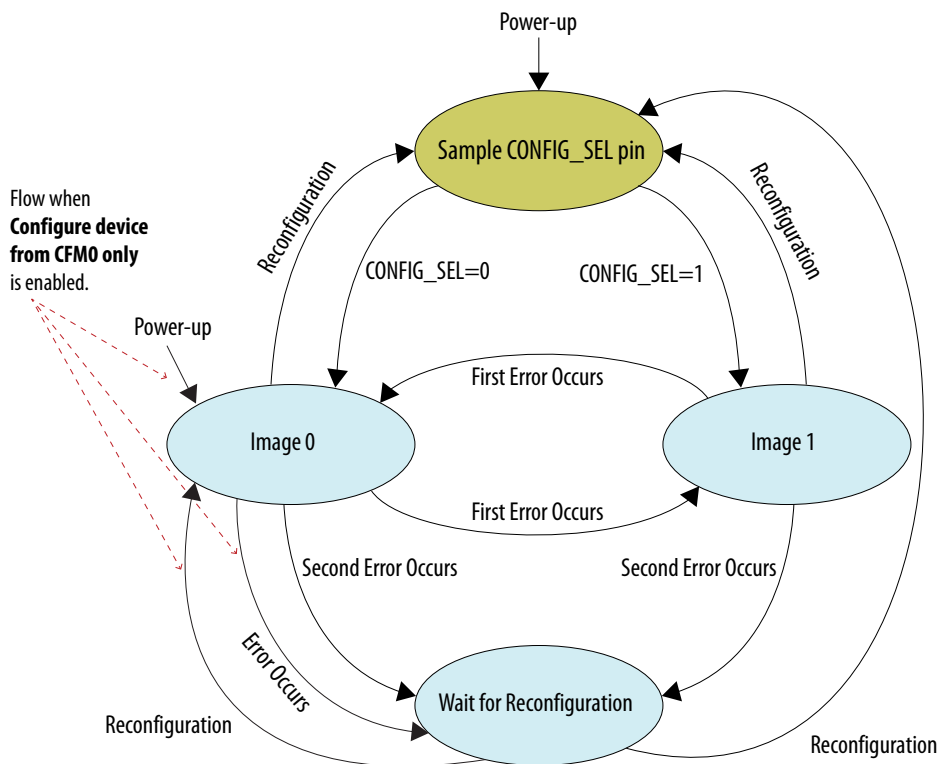 Power-up
Sample CONFIG_SEL pin
Reconfiguration
Reconfiguration
Flow when
Configure device
from CFM0 only
is enabled.
CONFIG_SEL=0
CONFIG_SEL=1
Power-up
First Error Occurs
Image 0
Image 1
First Error Occurs
Second Error Occurs
Second Error Occurs
Error Occurs
Wait for Reconfiguration
Reconfiguration
Reconfiguration